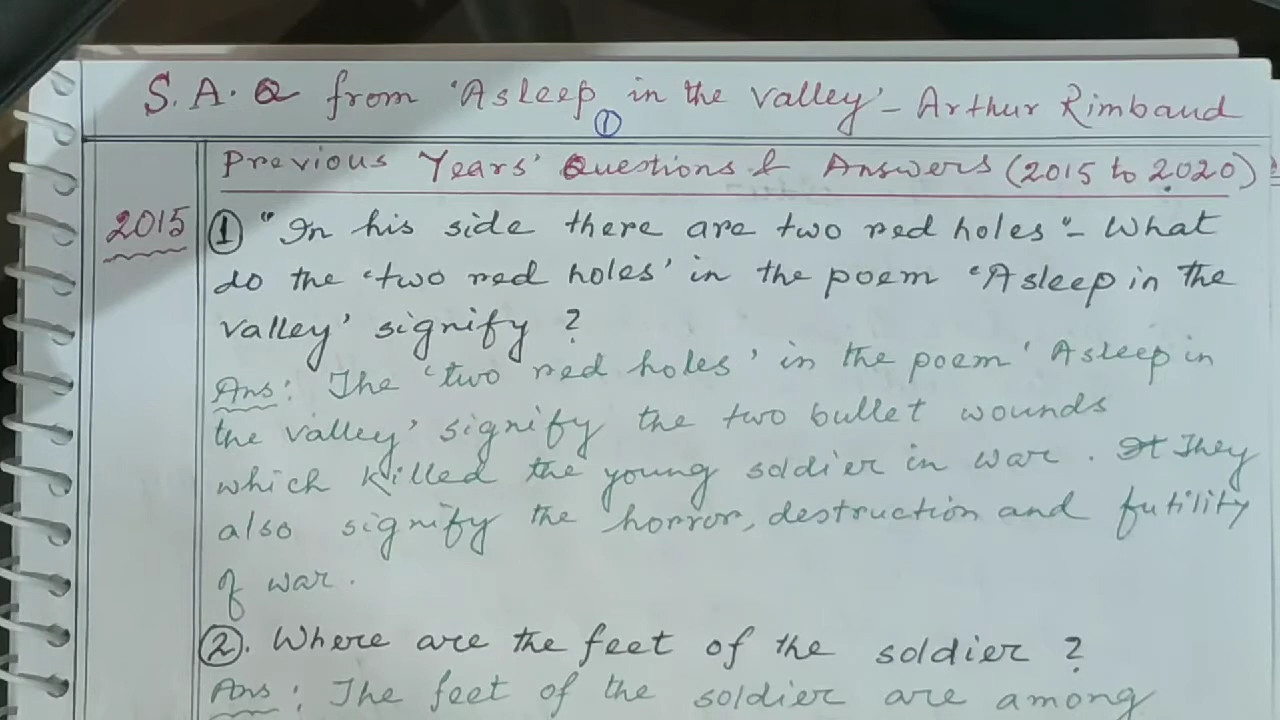 S.A.Q from 'Asleep in the valley' - Arthur Rimbaud
①
Previous Years' Questions & Answers (2015 to 2020)
2015
① "In his side there are two red holes" - What
do the 'two red holes' in the poem 'Asleep in the
valley' signify ?
Ans : The 'two red holes' in the poem 'Asleep in
the valley' signify the two bullet wounds
which killed the young soldier in war. They
also signify the horror, destruction and futility
of war.
②. Where are the feet of the soldier ?
Ans : The feet of the soldier are among